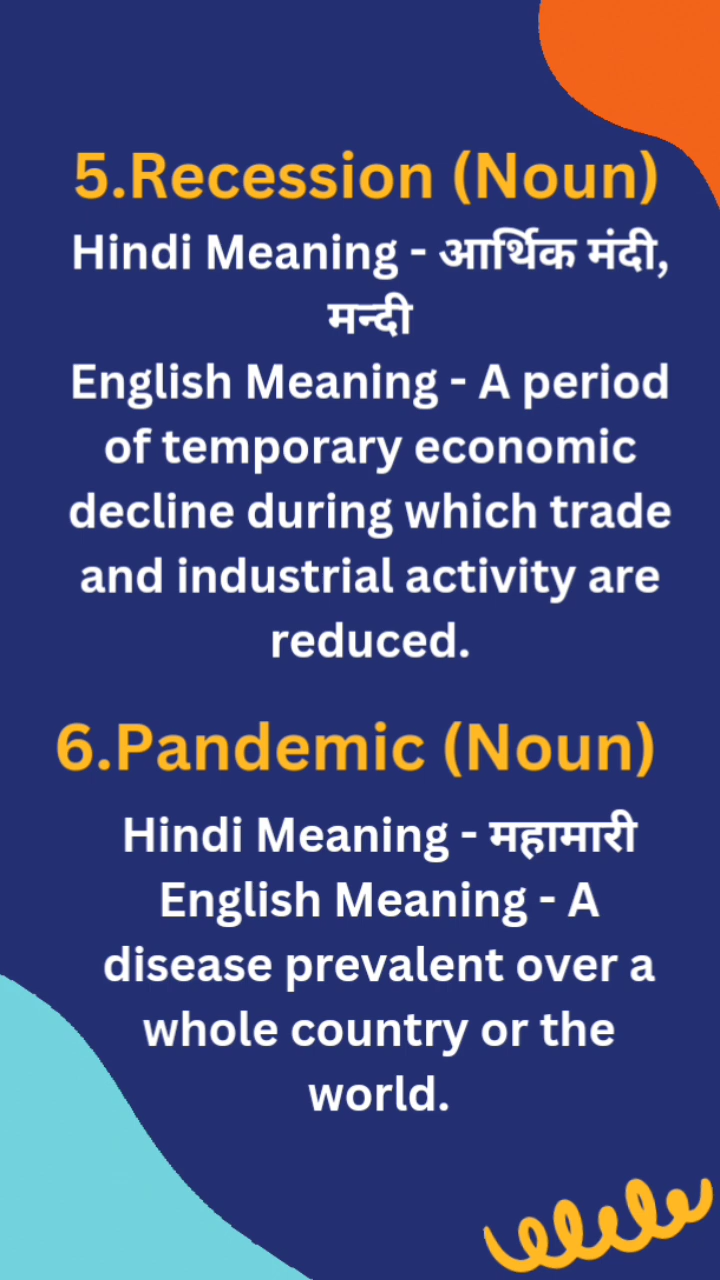 5.Recession (Noun)
Hindi Meaning - आर्थिक मंदी,
मन्दी
English Meaning - A period
of temporary economic
decline during which trade
and industrial activity are
reduced.
6.Pandemic (Noun)
Hindi Meaning - महामारी
English Meaning - A
disease prevalent over a
whole country or the
world.